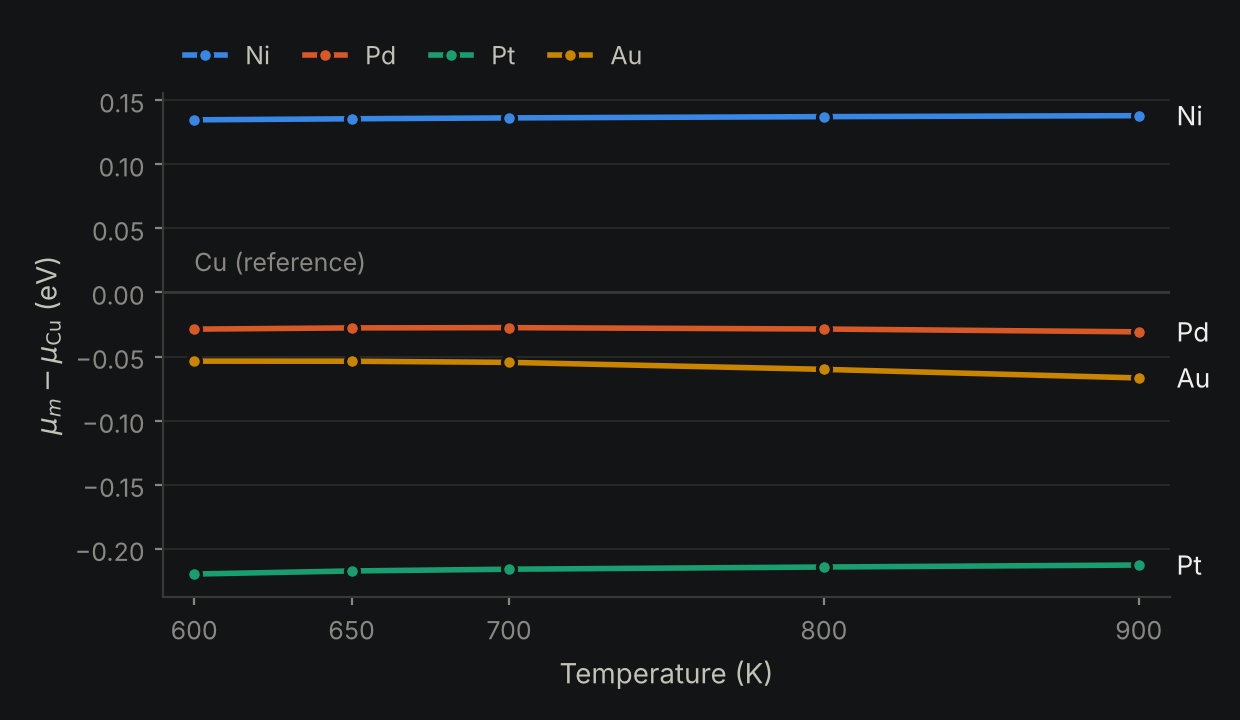 Ni Pd Pt Au
0.15
0.10
0.05
0.00
−0.05
−0.10
−0.15
−0.20
μm − μCu (eV)
Cu (reference)
Ni
Pd
Au
Pt
600 650 700 800 900
Temperature (K)